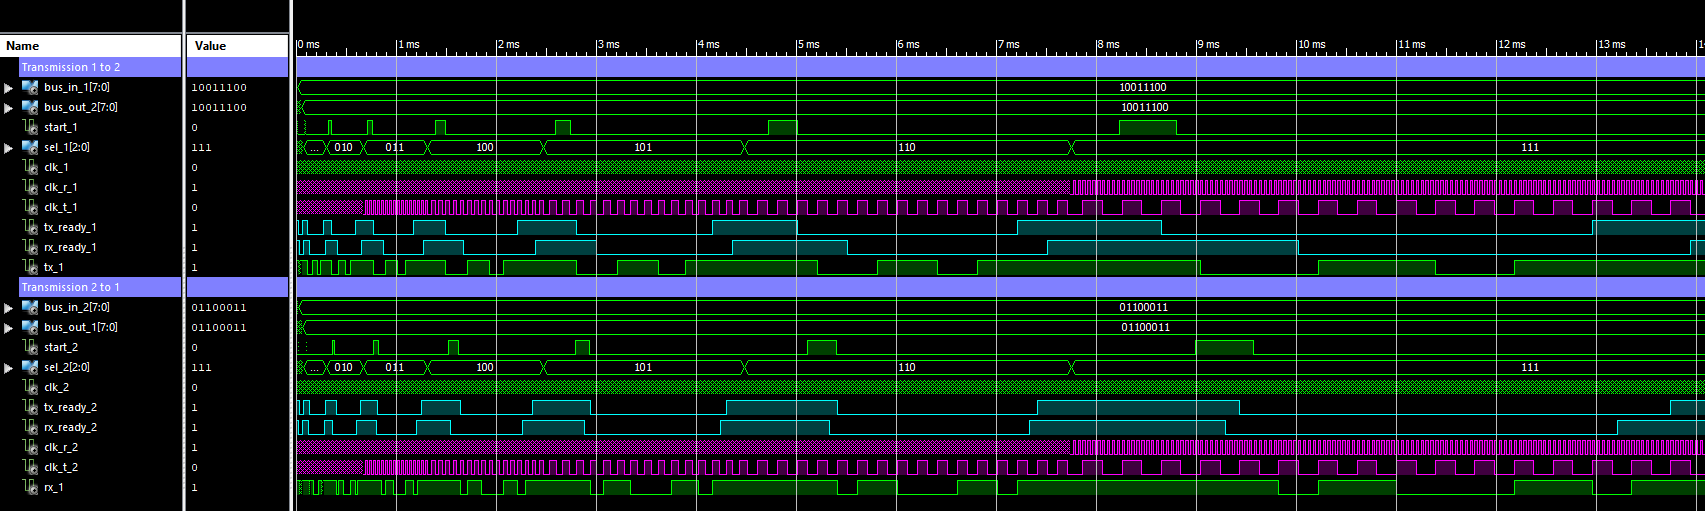 Name Value 0 ms 1 ms 2 ms 3 ms 4 ms 5 ms 6 ms 7 ms 8 ms 9 ms 10 ms 11 ms 12 ms 13 ms
Transmission 1 to 2
bus_in_1[7:0] 10011100 10011100
bus_out_2[7:0] 10011100 10011100
start_1 0
sel_1[2:0] 111 ... 010 011 100 101 110 111
clk_1 0
clk_r_1 1
clk_t_1 0
tx_ready_1 1
rx_ready_1 1
tx_1 1
Transmission 2 to 1
bus_in_2[7:0] 01100011 01100011
bus_out_1[7:0] 01100011 01100011
start_2 0
sel_2[2:0] 111 ... 010 011 100 101 110 111
clk_2 0
tx_ready_2 1
rx_ready_2 1
clk_r_2 1
clk_t_2 0
rx_1 1